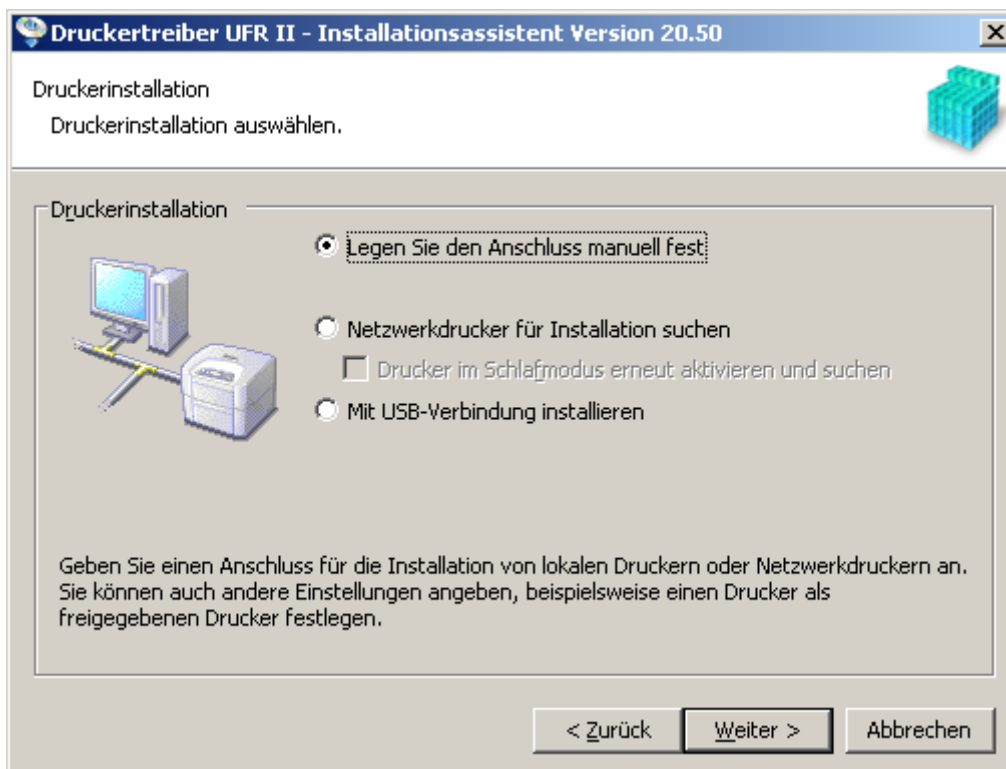 Druckertreiber UFR II - Installationsassistent Version 20.50
Druckerinstallation
Druckerinstallation auswählen.
Druckerinstallation
Legen Sie den Anschluss manuell fest
Netzwerkdrucker für Installation suchen
Drucker im Schlafmodus erneut aktivieren und suchen
Mit USB-Verbindung installieren
Geben Sie einen Anschluss für die Installation von lokalen Druckern oder Netzwerkdruckern an.
Sie können auch andere Einstellungen angeben, beispielsweise einen Drucker als
freigegebenen Drucker festlegen.
< Zurück
Weiter >
Abbrechen